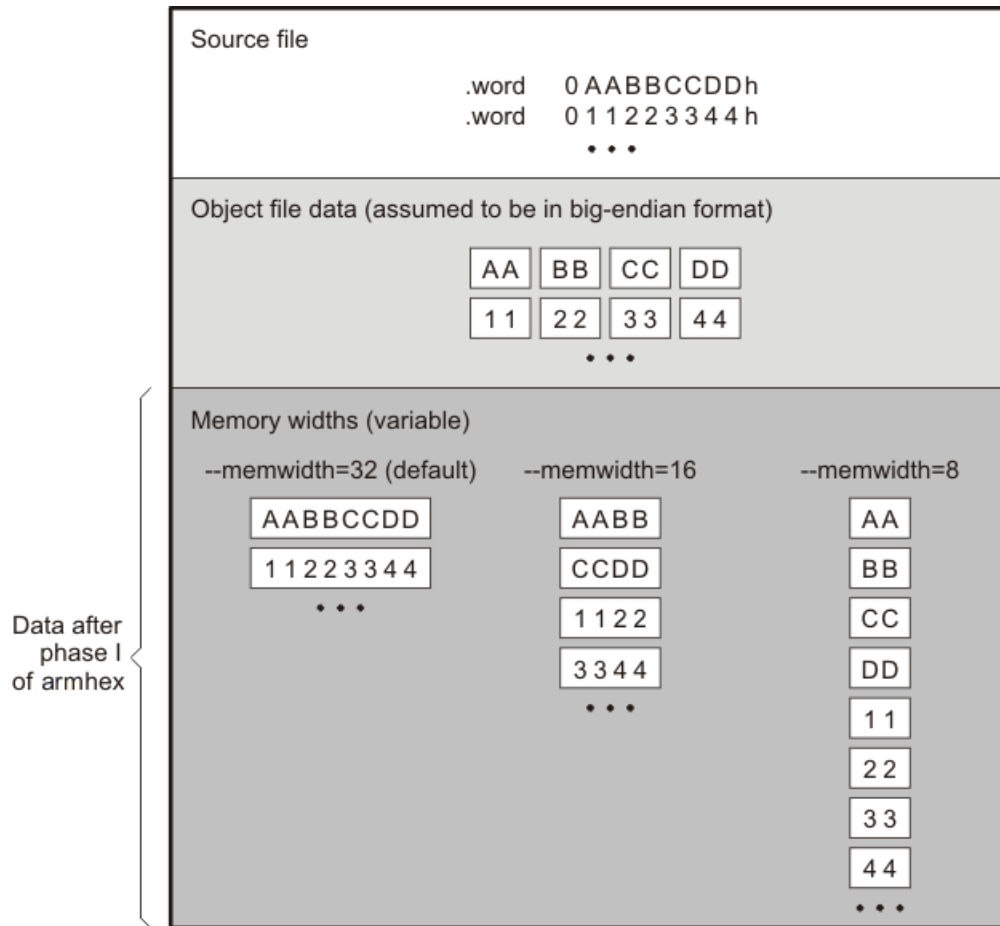 Source file
.word 0AABBCCDDh
.word 011223344h
• • •
Object file data (assumed to be in big-endian format)
AA BB CC DD
11 22 33 44
• • •
Memory widths (variable)
--memwidth=32 (default) --memwidth=16 --memwidth=8
AABBCCDD AABB AA
11223344 CCDD BB
• • • 1122 CC
3344 DD
• • • 11
22
33
44
• • •
Data after
phase I
of armhex